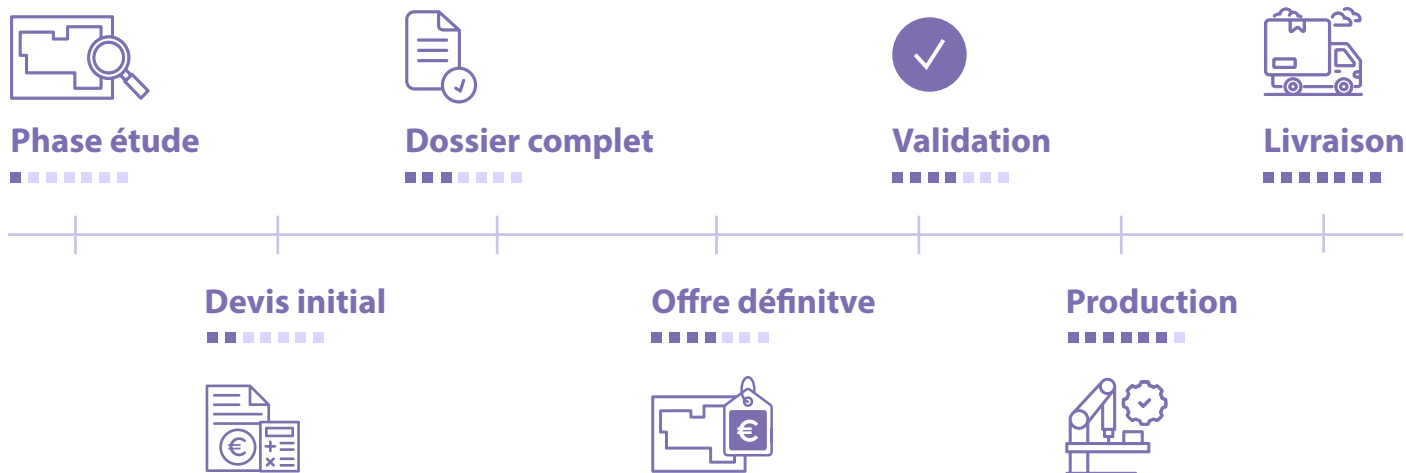 Phase étude
Dossier complet
Validation
Livraison
Devis initial
Offre définitve
Production
€
€